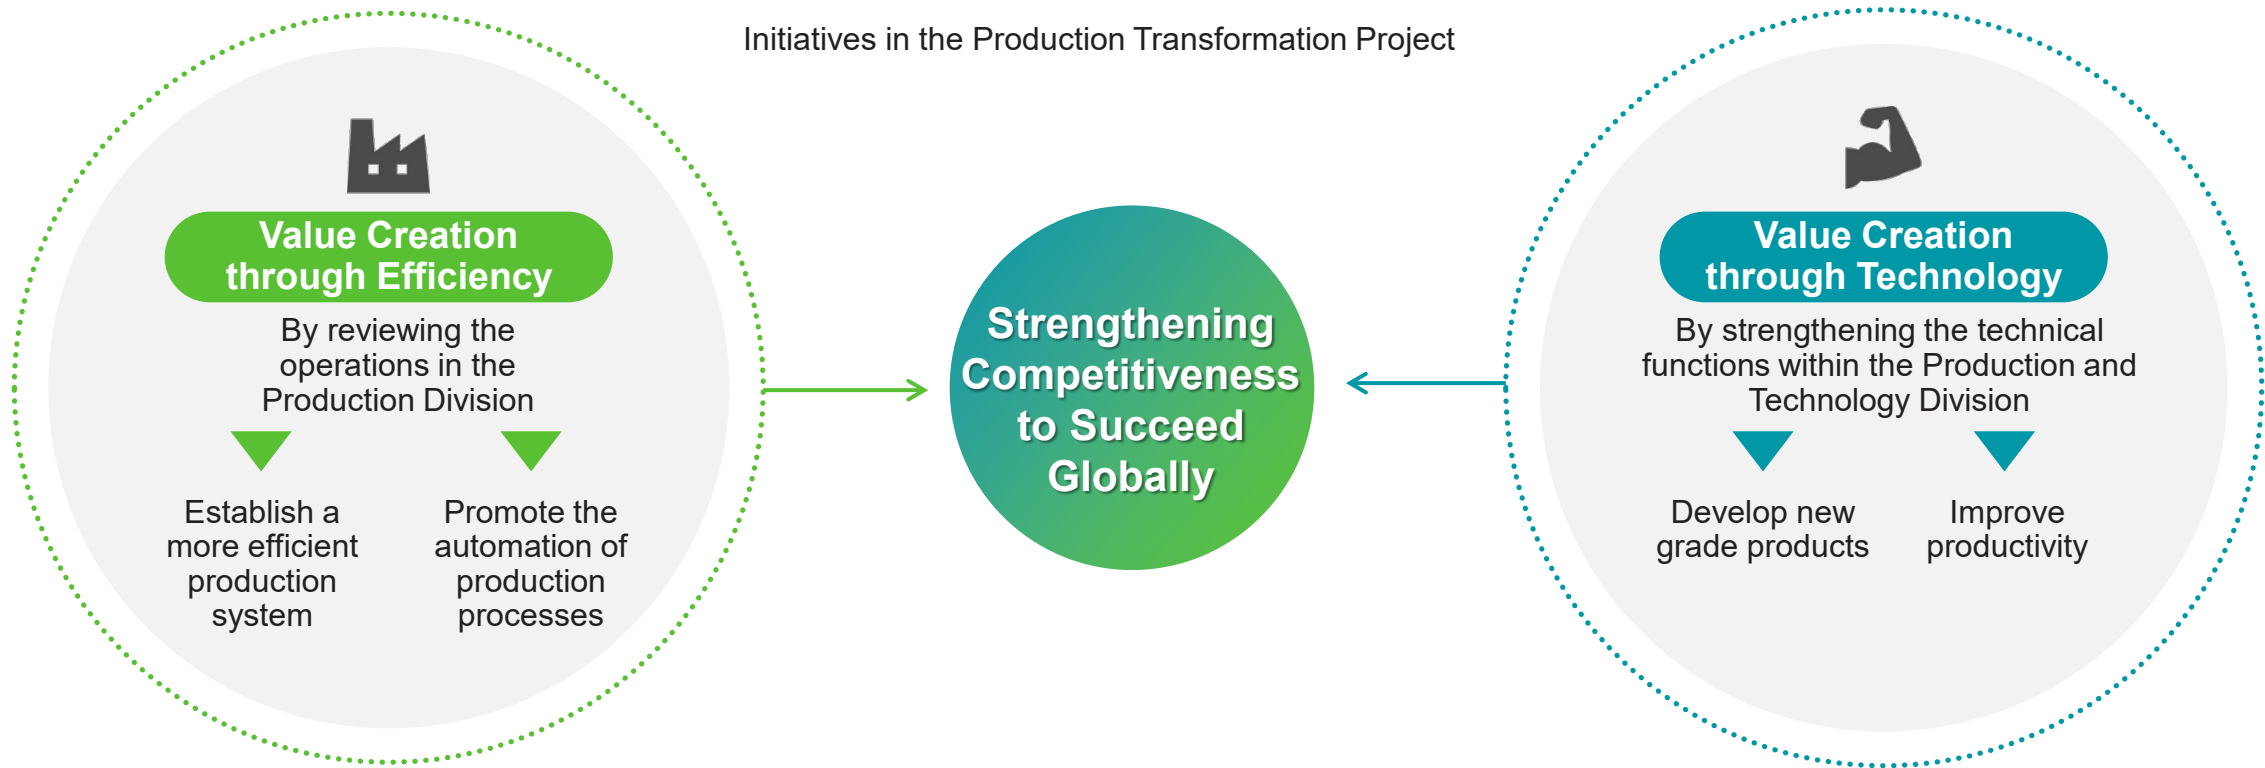 Initiatives in the Production Transformation Project
Value Creation
through Efficiency
By reviewing the
operations in the
Production Division
Establish a
more efficient
production
system
Promote the
automation of
production
processes
Strengthening
Competitiveness
to Succeed
Globally
Value Creation
through Technology
By strengthening the technical
functions within the Production and
Technology Division
Develop new
grade products
Improve
productivity